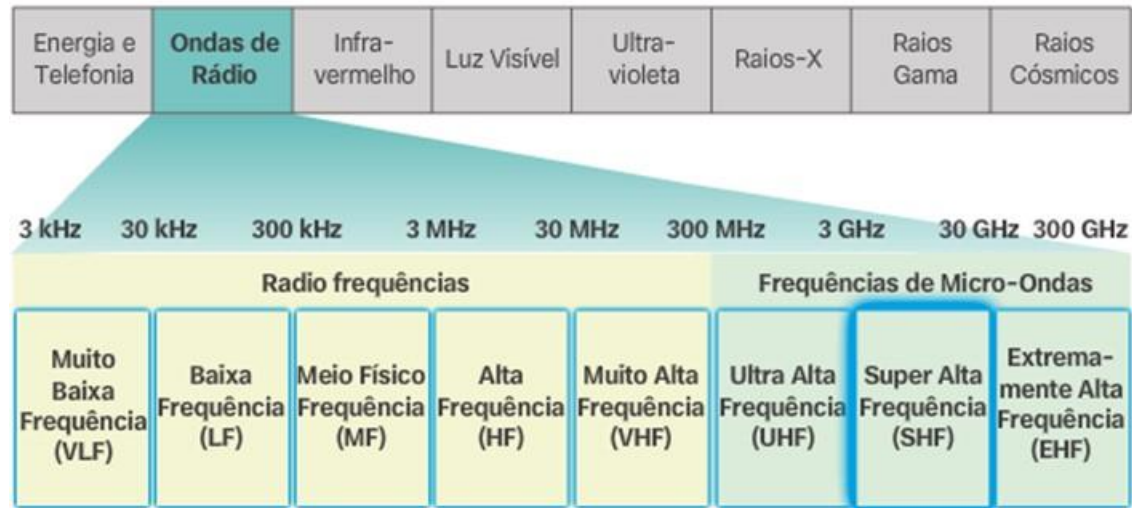 Energia e
Telefonia
Ondas de
Rádio
Infra-
vermelho
Luz Visível
Ultra-
violeta
Raios-X
Raios
Gama
Raios
Cósmicos
3 kHz 30 kHz 300 kHz 3 MHz 30 MHz 300 MHz 3 GHz 30 GHz 300 GHz
Radio frequências
Frequências de Micro-Ondas
Muito
Baixa
Frequência
(VLF)
Baixa
Frequência
(LF)
Meio Físico
Frequência
(MF)
Alta
Frequência
(HF)
Muito Alta
Frequência
(VHF)
Ultra Alta
Frequência
(UHF)
Super Alta
Frequência
(SHF)
Extrema-
mente Alta
Frequência
(EHF)